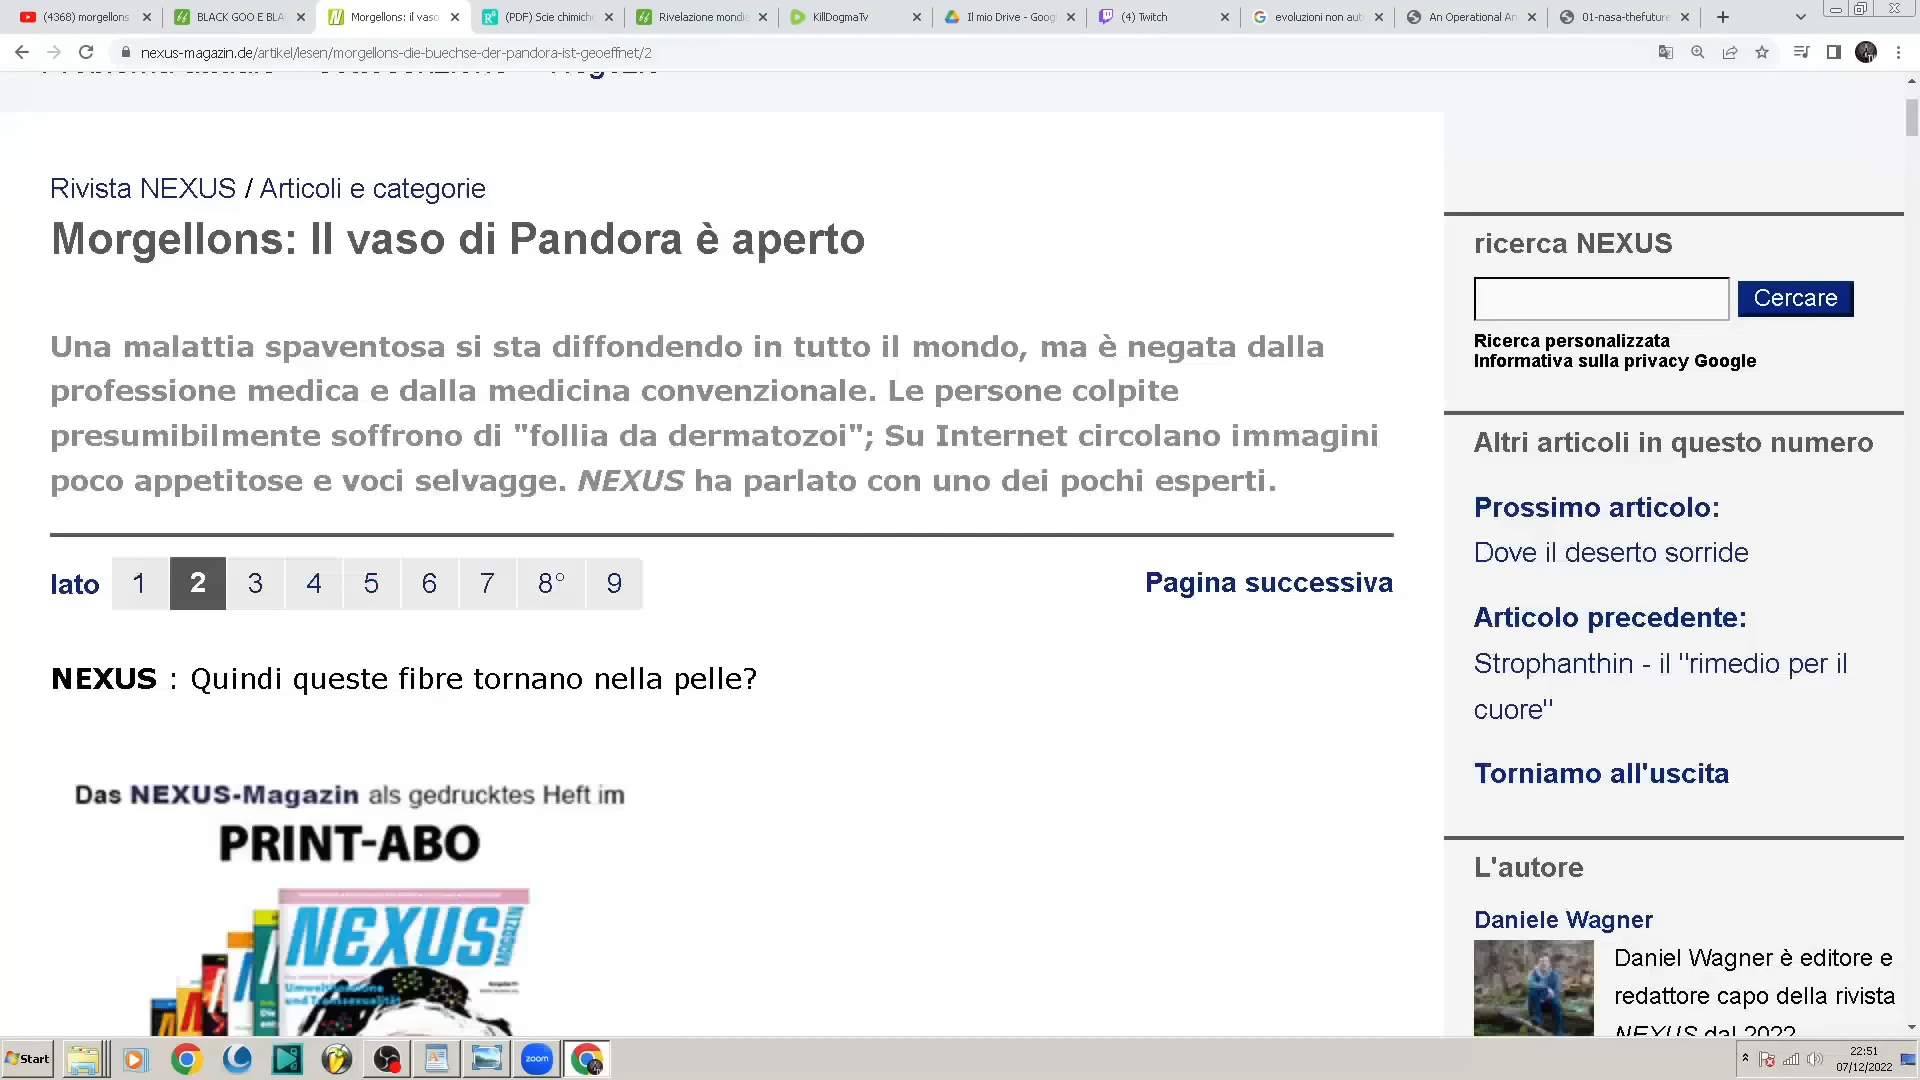 (4368) morgellons
BLACK GOO E BLA
Morgellons: il vaso
(PDF) Scie chimich
Rivelazione mondi
KillDogmaTv
Il mio Drive - Goog
(4) Twitch
evoluzioni non aut
An Operational An
01-nasa-thefuture
nexus-magazin.de/artikel/lesen/morgellons-die-buechse-der-pandora-ist-geoeffnet/2
Rivista NEXUS / Articoli e categorie
Morgellons: Il vaso di Pandora è aperto
Una malattia spaventosa si sta diffondendo in tutto il mondo, ma è negata dalla
professione medica e dalla medicina convenzionale. Le persone colpite
presumibilmente soffrono di "follia da dermatozoi"; Su Internet circolano immagini
poco appetitose e voci selvagge. NEXUS ha parlato con uno dei pochi esperti.
lato 1 2 3 4 5 6 7 8° 9
Pagina successiva
NEXUS : Quindi queste fibre tornano nella pelle?
Das NEXUS-Magazin als gedrucktes Heft im
PRINT-ABO
NEXUS
MAGAZIN
Umweltbalance
und Transsexualität
ricerca NEXUS
Cercare
Ricerca personalizzata
Informativa sulla privacy Google
Altri articoli in questo numero
Prossimo articolo:
Dove il deserto sorride
Articolo precedente:
Strophanthin - il "rimedio per il
cuore"
Torniamo all'uscita
L'autore
Daniele Wagner
Daniel Wagner è editore e
redattore capo della rivista
NEXUS dal 2022
Start
zoom
22:51
07/12/2022